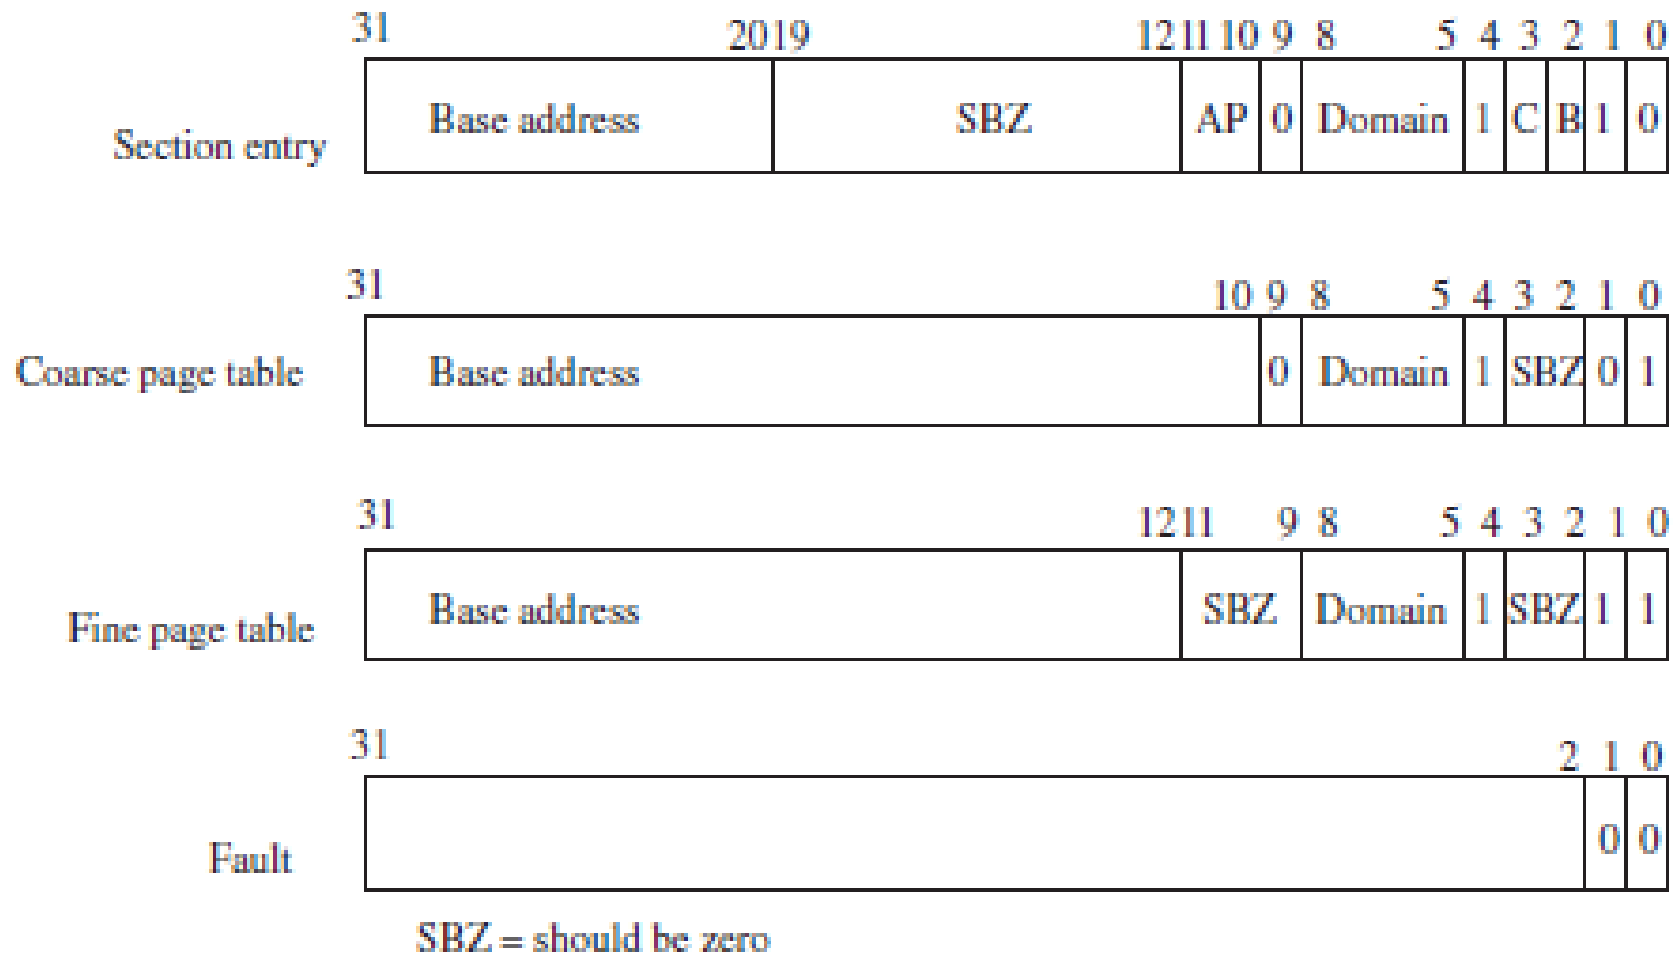 31 2019 1211 10 9 8 5 4 3 2 1 0
Section entry Base address SBZ AP 0 Domain 1 C B 1 0
31 10 9 8 5 4 3 2 1 0
Coarse page table Base address 0 Domain 1 SBZ 0 1
31 1211 9 8 5 4 3 2 1 0
Fine page table Base address SBZ Domain 1 SBZ 1 1
31 2 1 0
Fault 0 0
SBZ = should be zero